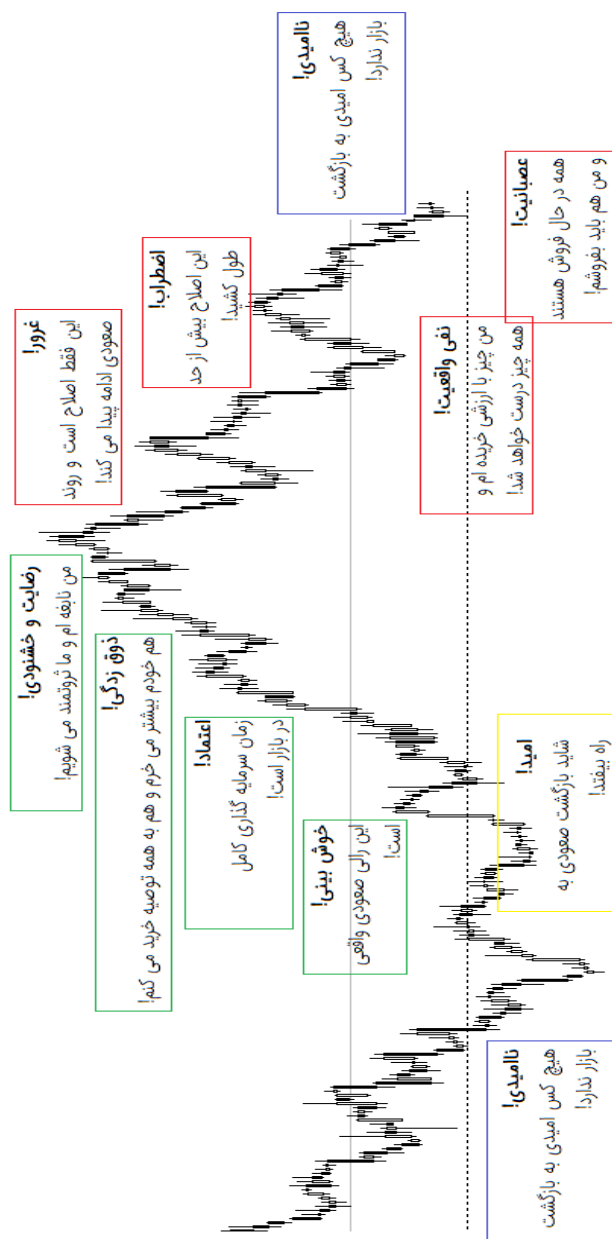 ناامیدی!
هیچ کس امیدی به بازگشت
بازار ندارد!
امید!
شاید بازگشت صعودی به
راه بیفتد!
خوش بینی!
این رالی صعودی واقعی
است!
اعتماد!
زمان سرمایه گذاری کامل
در بازار است!
ذوق زدگی!
هم خودم بیشتر می خرم و هم به همه توصیه خرید می کنم!
رضایت و خشنودی!
من نابغه ام و ما ثروتمند می شویم!
غرور!
این فقط اصلاح است و روند
صعودی ادامه پیدا می کند!
اضطراب!
این اصلاح بیش از حد
طول کشید!
نفی واقعیت!
من چیز با ارزشی خریده ام و
همه چیز درست خواهد شد!
عصبانیت!
همه در حال فروش هستند
و من هم باید بفروشم!
ناامیدی!
هیچ کس امیدی به بازگشت
بازار ندارد!